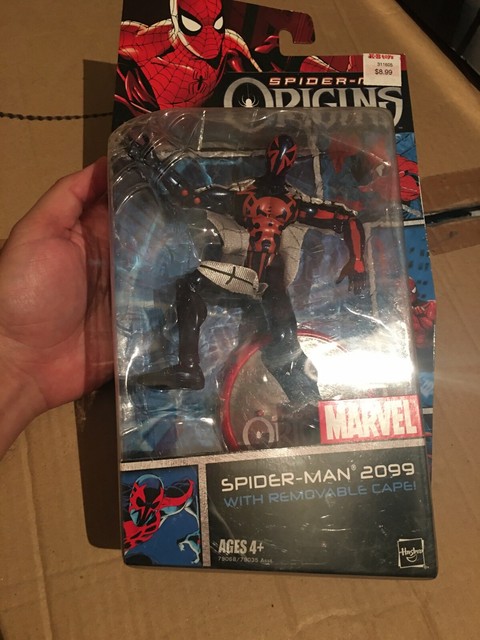 SPIDER-M
ORIGINS
$8.99
MARVEL
SPIDER-MAN® 2099
WITH REMOVABLE CAPE!
AGES 4+
Hasbro